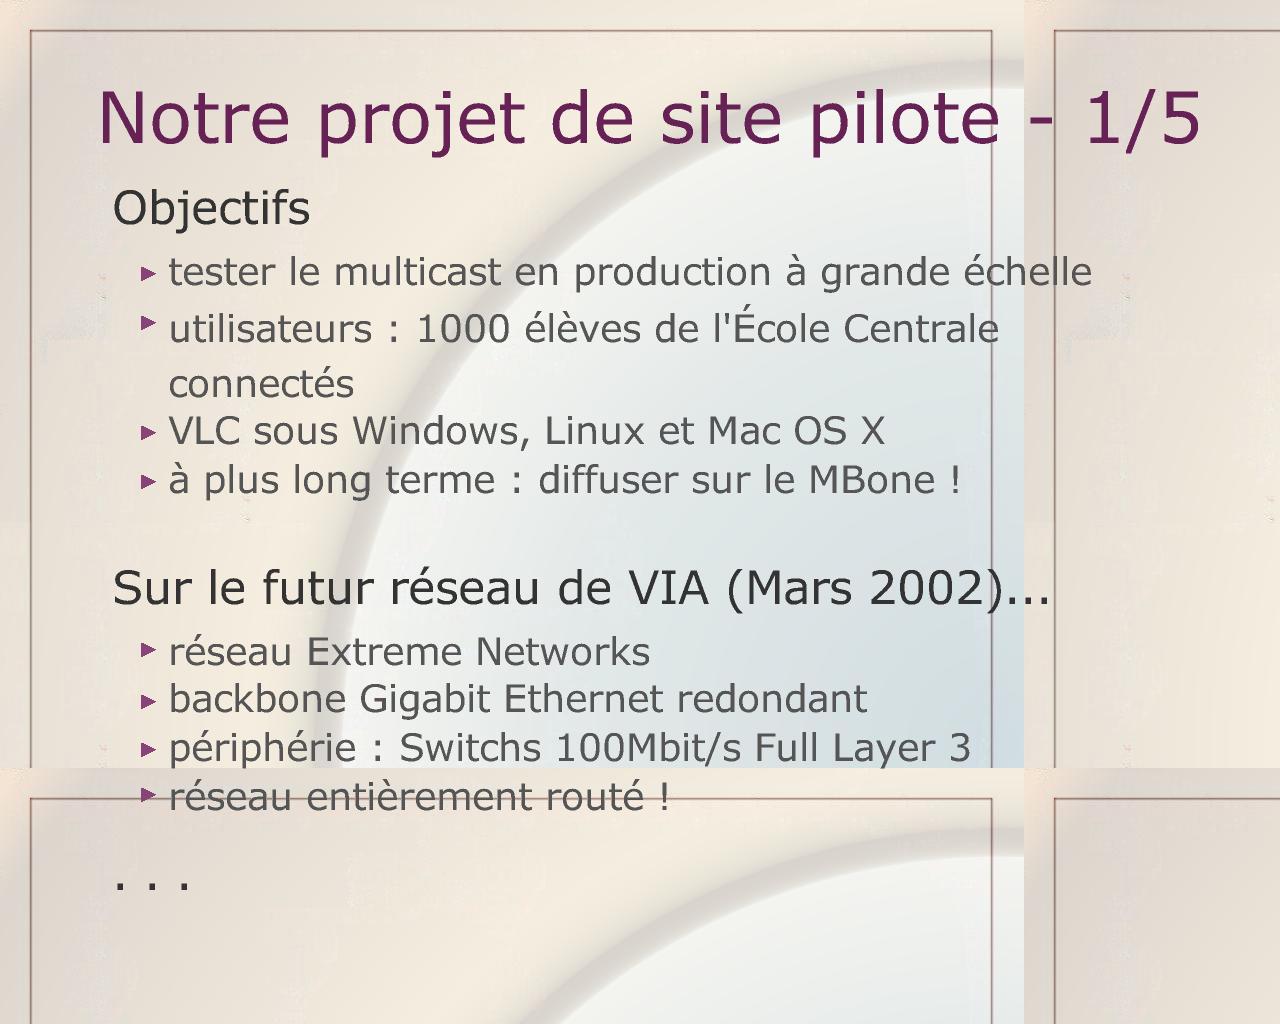 Notre projet de site pilote - 1/5
Objectifs
tester le multicast en production à grande échelle
utilisateurs : 1000 élèves de l'École Centrale
connectés
VLC sous Windows, Linux et Mac OS X
à plus long terme : diffuser sur le MBone !
Sur le futur réseau de VIA (Mars 2002)...
réseau Extreme Networks
backbone Gigabit Ethernet redondant
périphérie : Switchs 100Mbit/s Full Layer 3
réseau entièrement routé !
. . .